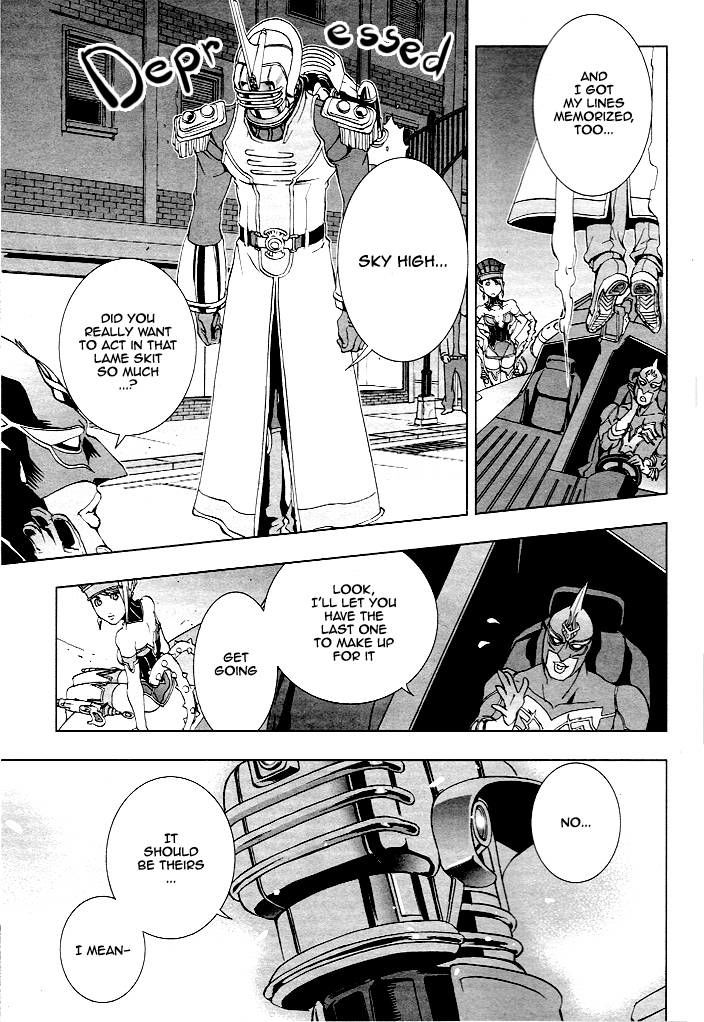 AND
I GOT
MY LINES
MEMORIZED,
TOO...
Depr essed
SKY HIGH...
DID YOU
REALLY WANT
TO ACT IN THAT
LAME SKIT
SO MUCH
...?
LOOK,
I'LL LET YOU
HAVE THE
LAST ONE
TO MAKE UP
FOR IT
GET
GOING
NO...
IT
SHOULD
BE THEIRS
...
I MEAN-